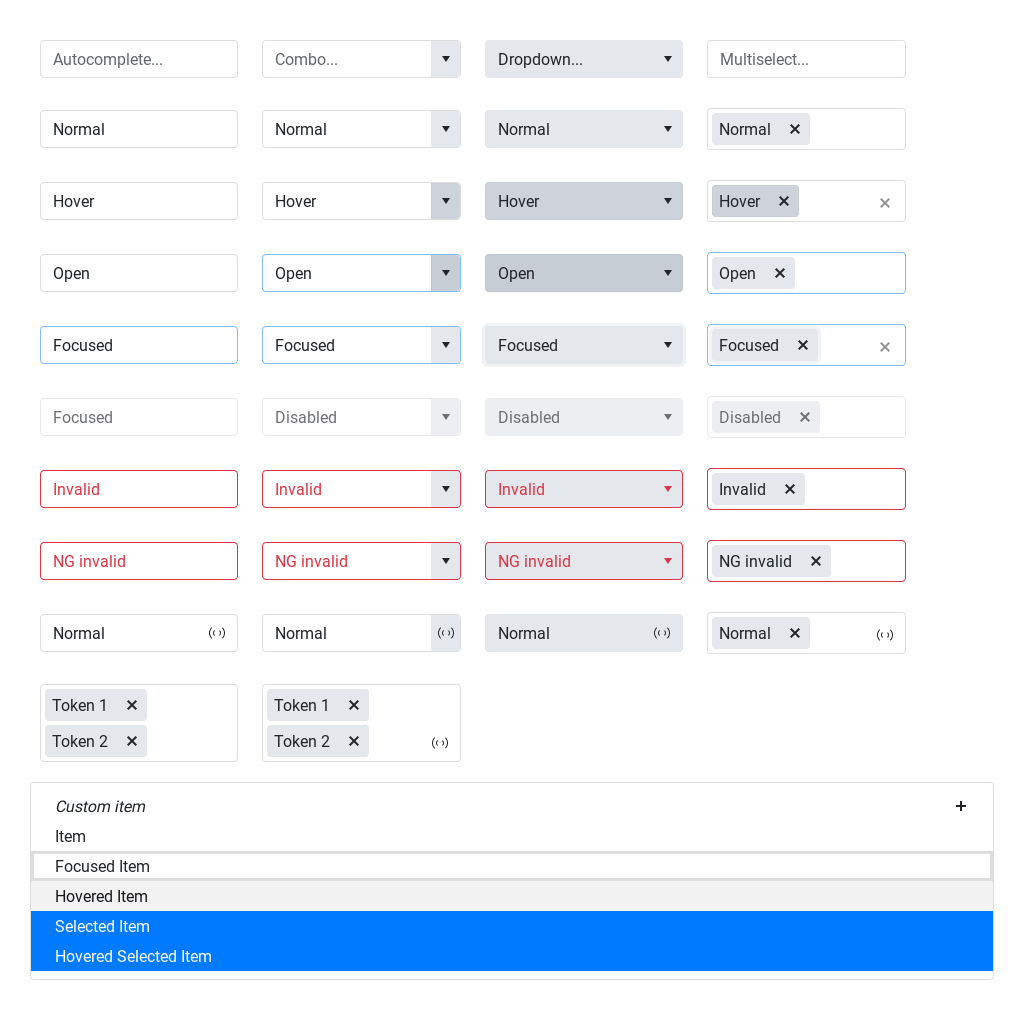 Autocomplete... Combo... Dropdown... Multiselect...
Normal Normal Normal Normal
Hover Hover Hover Hover
Open Open Open Open
Focused Focused Focused Focused
Focused Disabled Disabled Disabled
Invalid Invalid Invalid Invalid
NG invalid NG invalid NG invalid NG invalid
Normal Normal Normal Normal
Token 1 Token 1
Token 2 Token 2
Custom item
Item
Focused Item
Hovered Item
Selected Item
Hovered Selected Item